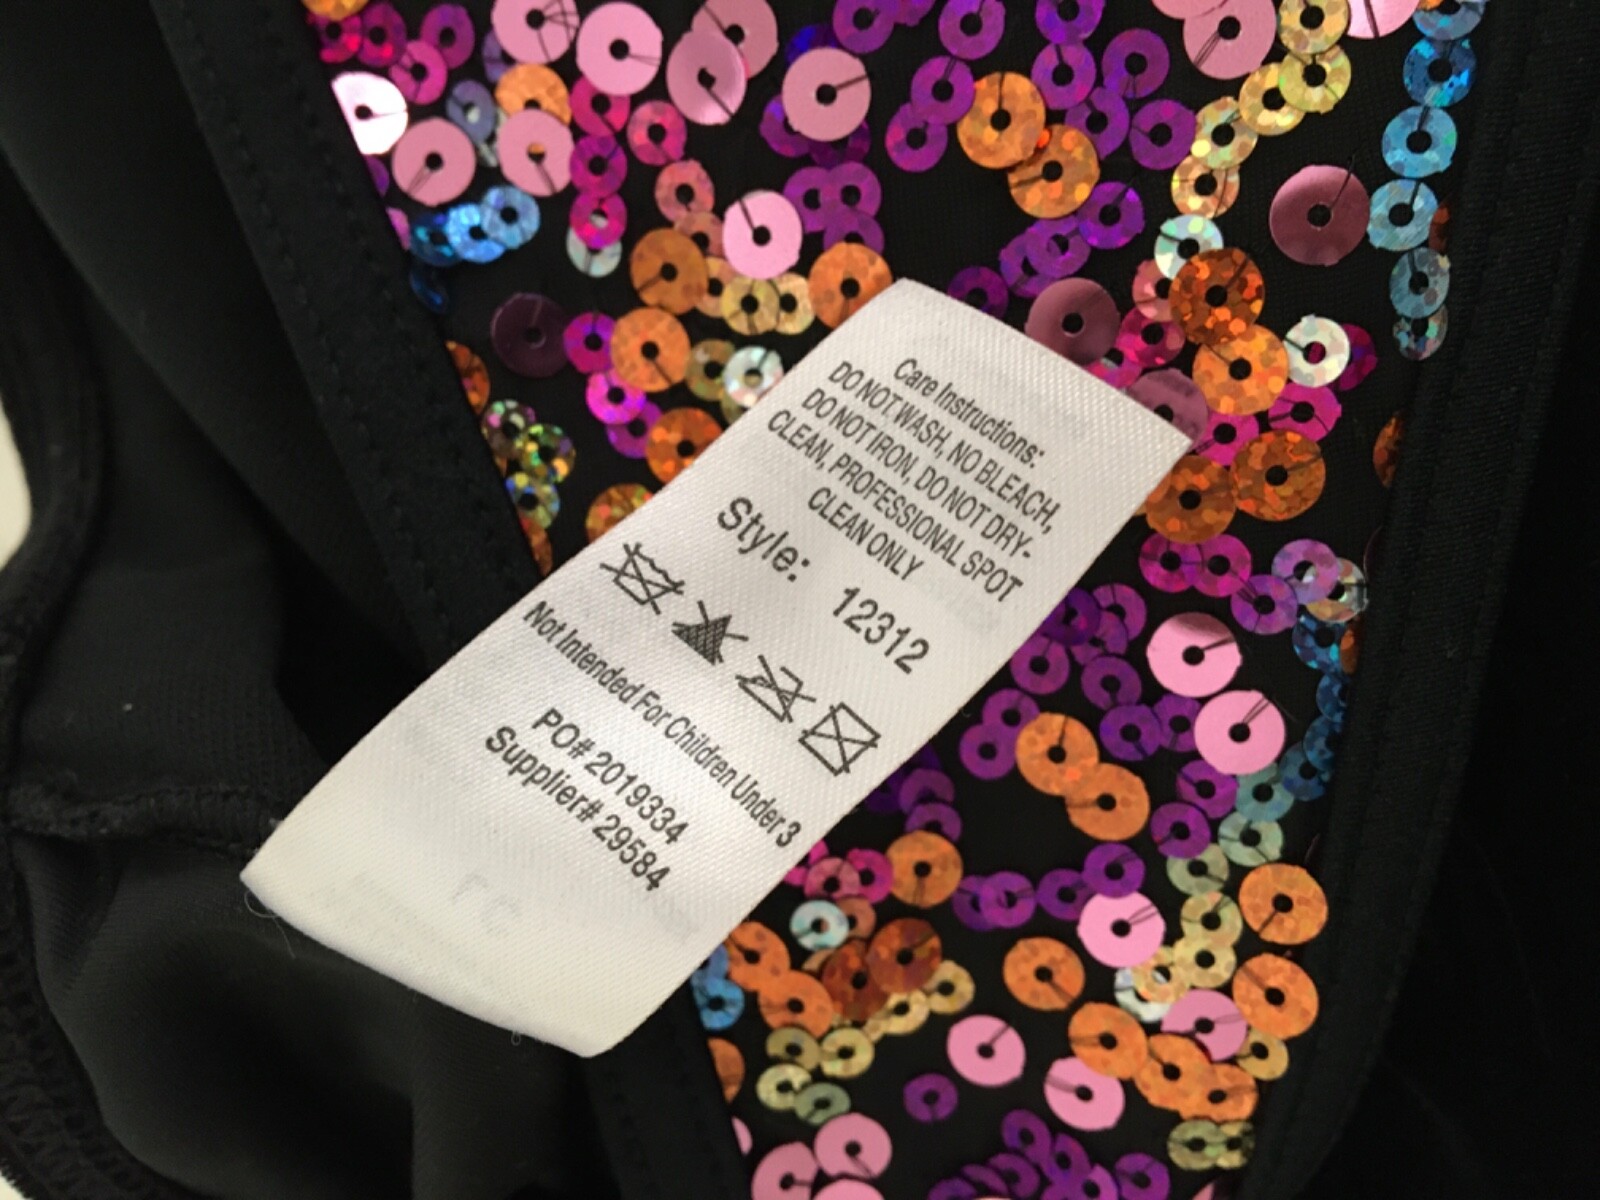 Care Instructions:
DO NOT WASH, NO BLEACH,
DO NOT IRON, DO NOT DRY-
CLEAN, PROFESSIONAL SPOT
CLEAN ONLY
Style: 12312
Not Intended For Children Under 3
PO# 2019334
Supplier# 29584